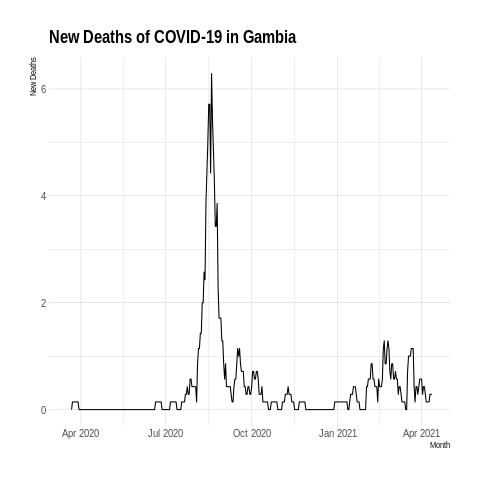 New Deaths of COVID-19 in Gambia
New Deaths
6
4
2
0
Apr 2020 Jul 2020 Oct 2020 Jan 2021 Apr 2021
Month